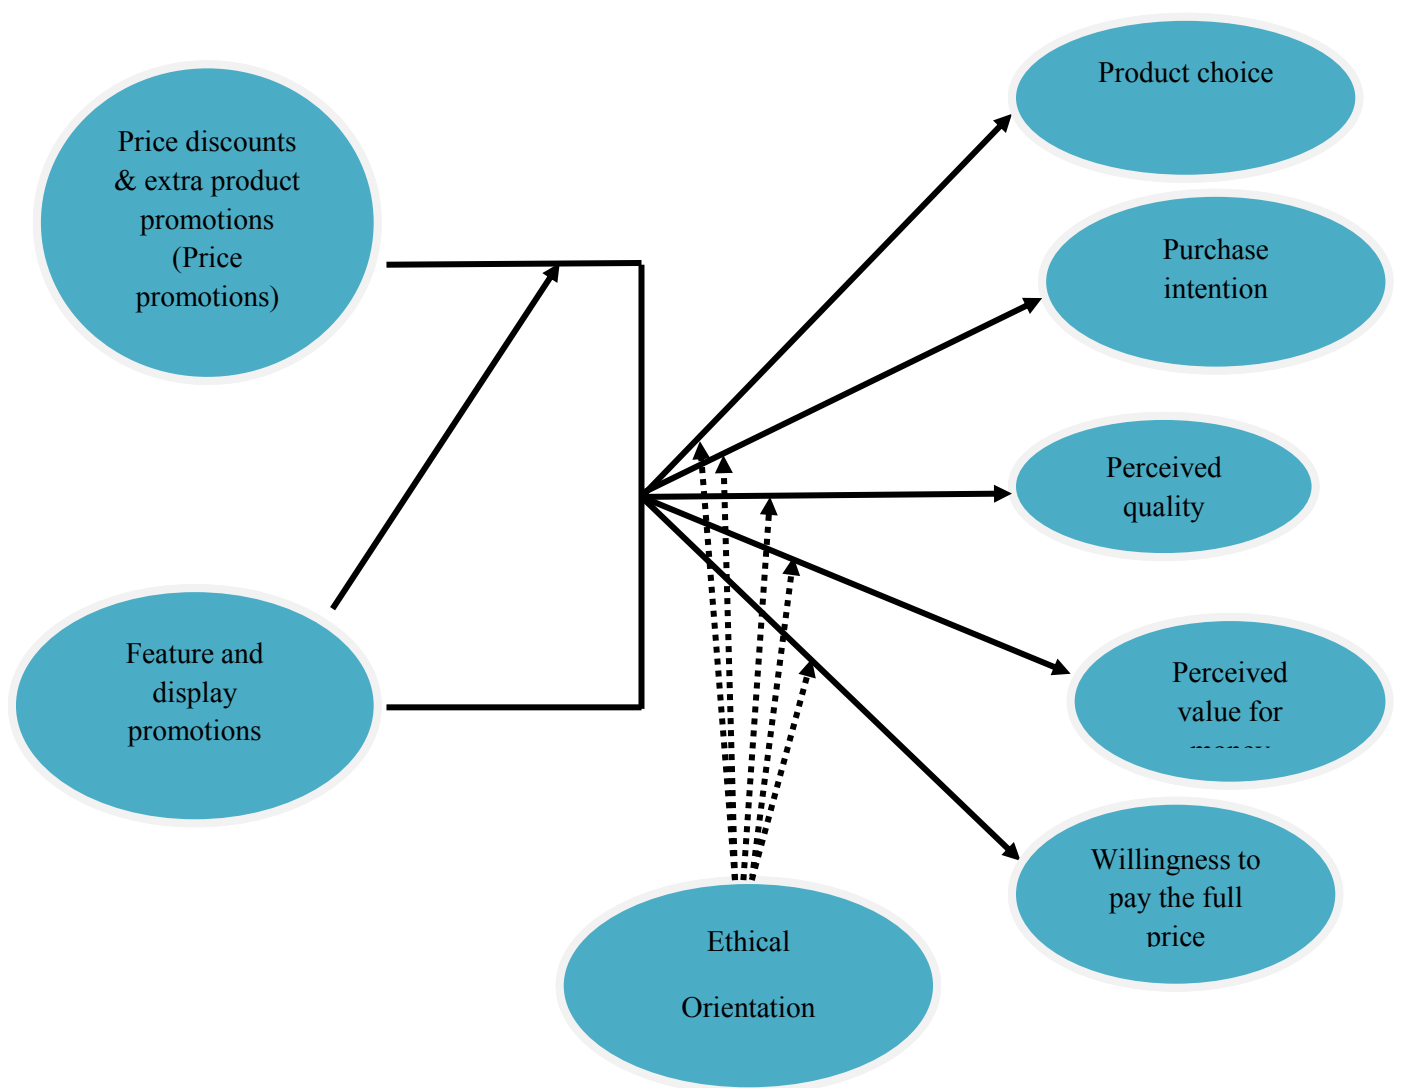 Price discounts
& extra product
promotions
(Price
promotions)
Feature and
display
promotions
Product choice
Purchase
intention
Perceived
quality
Perceived
value for
money
Willingness to
pay the full
price
Ethical
Orientation